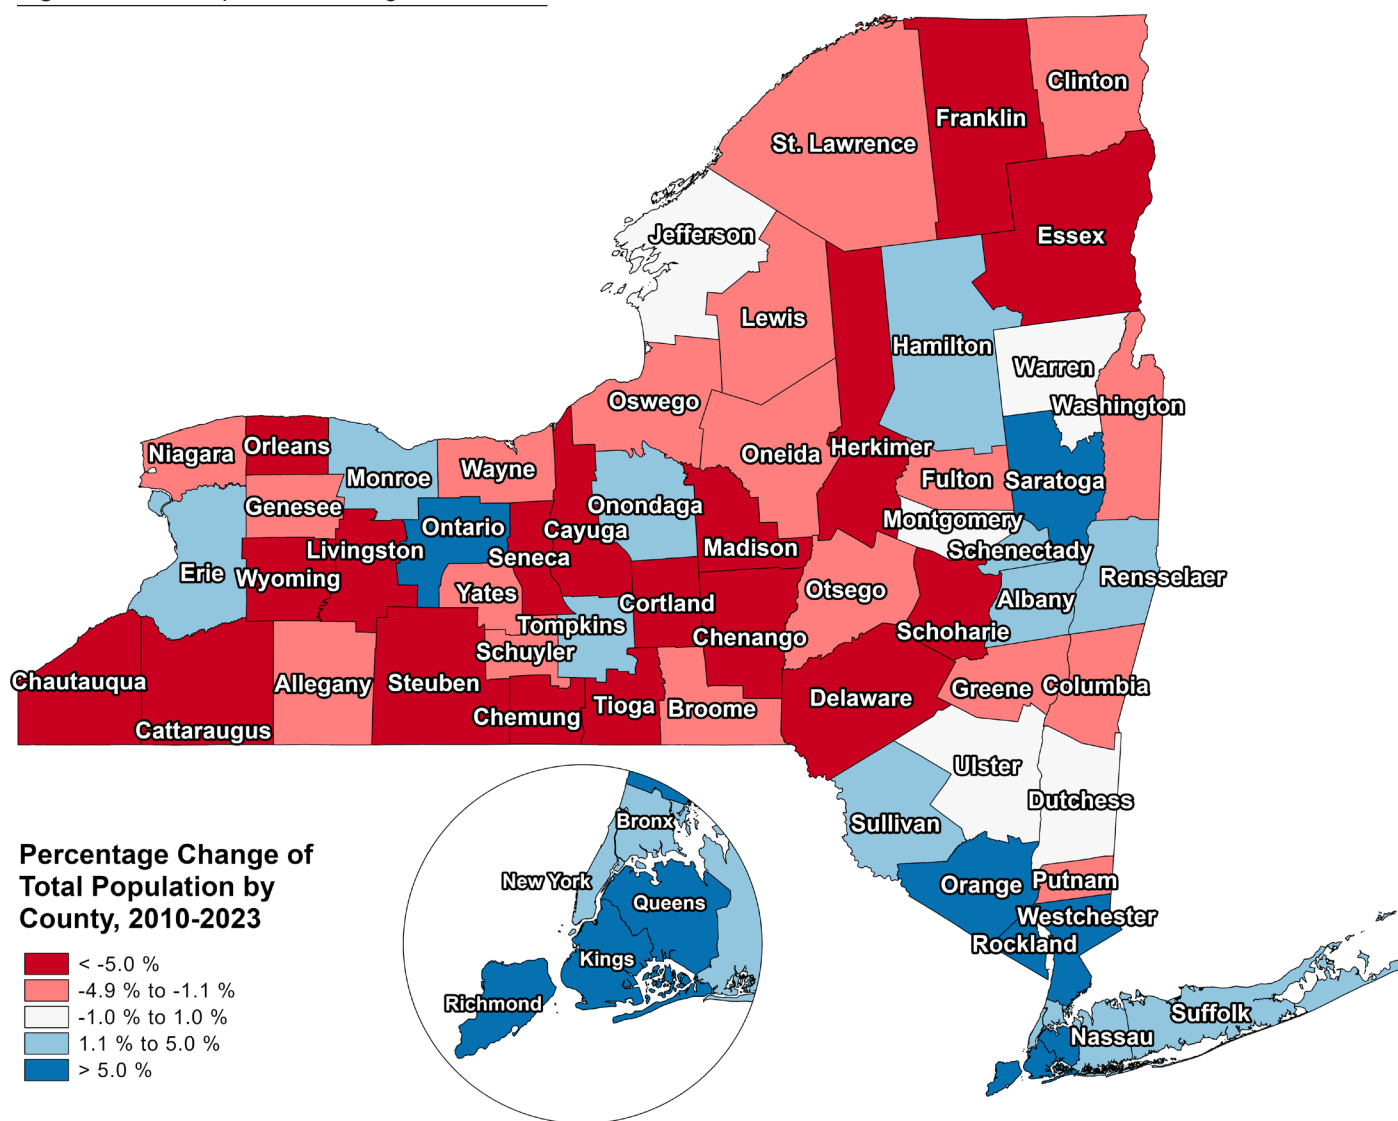 Clinton
Franklin
St. Lawrence
Essex
Jefferson
Lewis
Hamilton
Warren
Washington
Oswego
Oneida
Herkimer
Fulton
Saratoga
Niagara
Orleans
Monroe
Wayne
Genesee
Ontario
Onondaga
Cayuga
Seneca
Madison
Montgomery
Schenectady
Rensselaer
Albany
Livingston
Erie
Wyoming
Yates
Tompkins
Cortland
Otsego
Chenango
Schoharie
Schuyler
Chautauqua
Cattaraugus
Allegany
Steuben
Chemung
Tioga
Broome
Delaware
Greene
Columbia
Ulster
Dutchess
Sullivan
Orange
Putnam
Westchester
Rockland
Suffolk
Nassau
Bronx
New York
Queens
Kings
Richmond
Percentage Change of
Total Population by
County, 2010-2023
< -5.0 %
-4.9 % to -1.1 %
-1.0 % to 1.0 %
1.1 % to 5.0 %
> 5.0 %